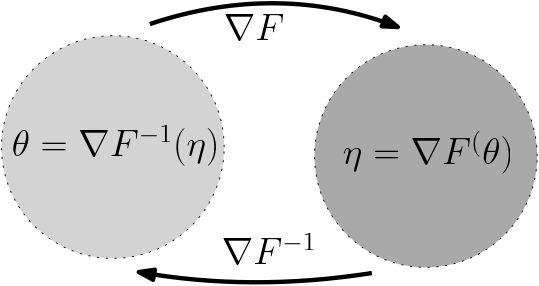 ∇F
θ = ∇F⁻¹(η)
η = ∇F⁽θ)
∇F⁻¹